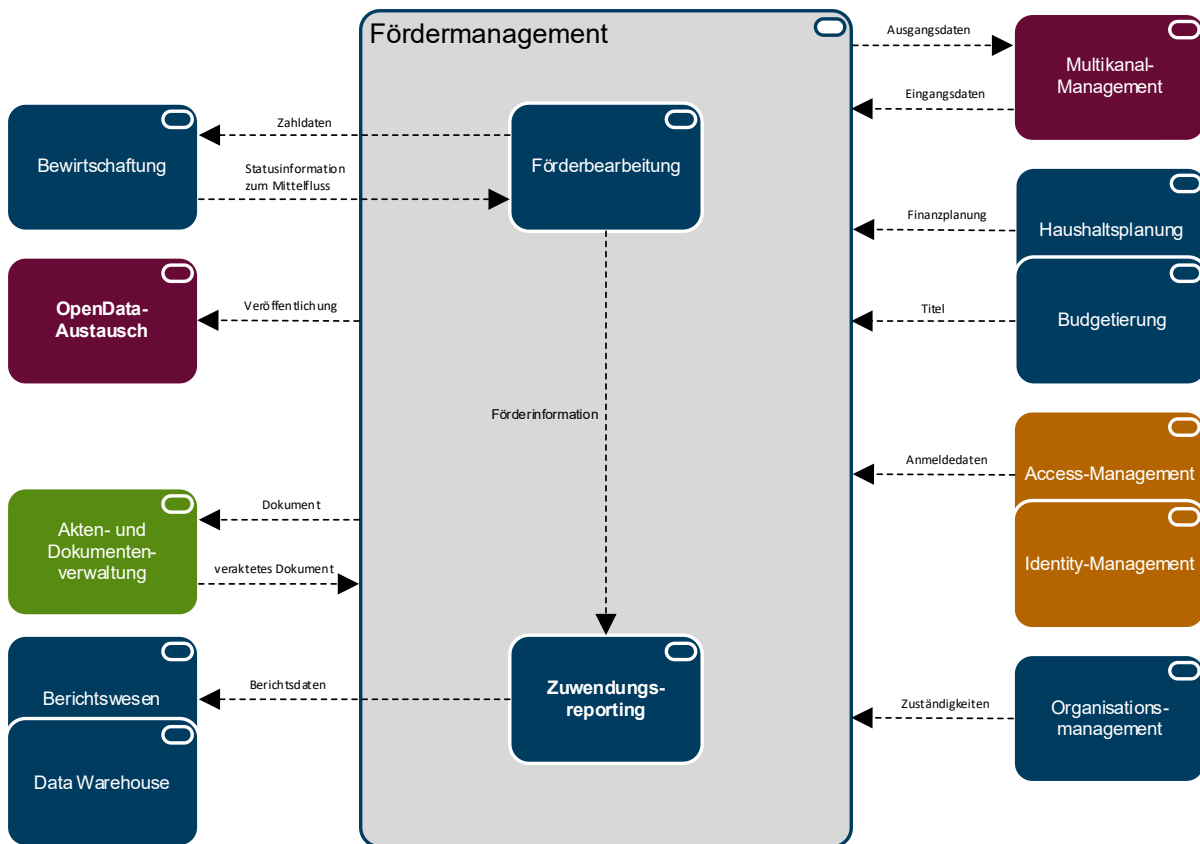 Fördermanagement
Ausgangsdaten
Multikanal-
Management
Eingangsdaten
Zahldaten
Bewirtschaftung
Statusinformation
zum Mittelfluss
Förderbearbeitung
Finanzplanung
Haushaltsplanung
OpenData-
Austausch
Veröffentlichung
Titel
Budgetierung
Förderinformation
Anmeldedaten
Access-Management
Identity-Management
Akten- und
Dokumenten-
verwaltung
Dokument
veraktetes Dokument
Berichtswesen
Data Warehouse
Berichtsdaten
Zuwendungs-
reporting
Zuständigkeiten
Organisations-
management